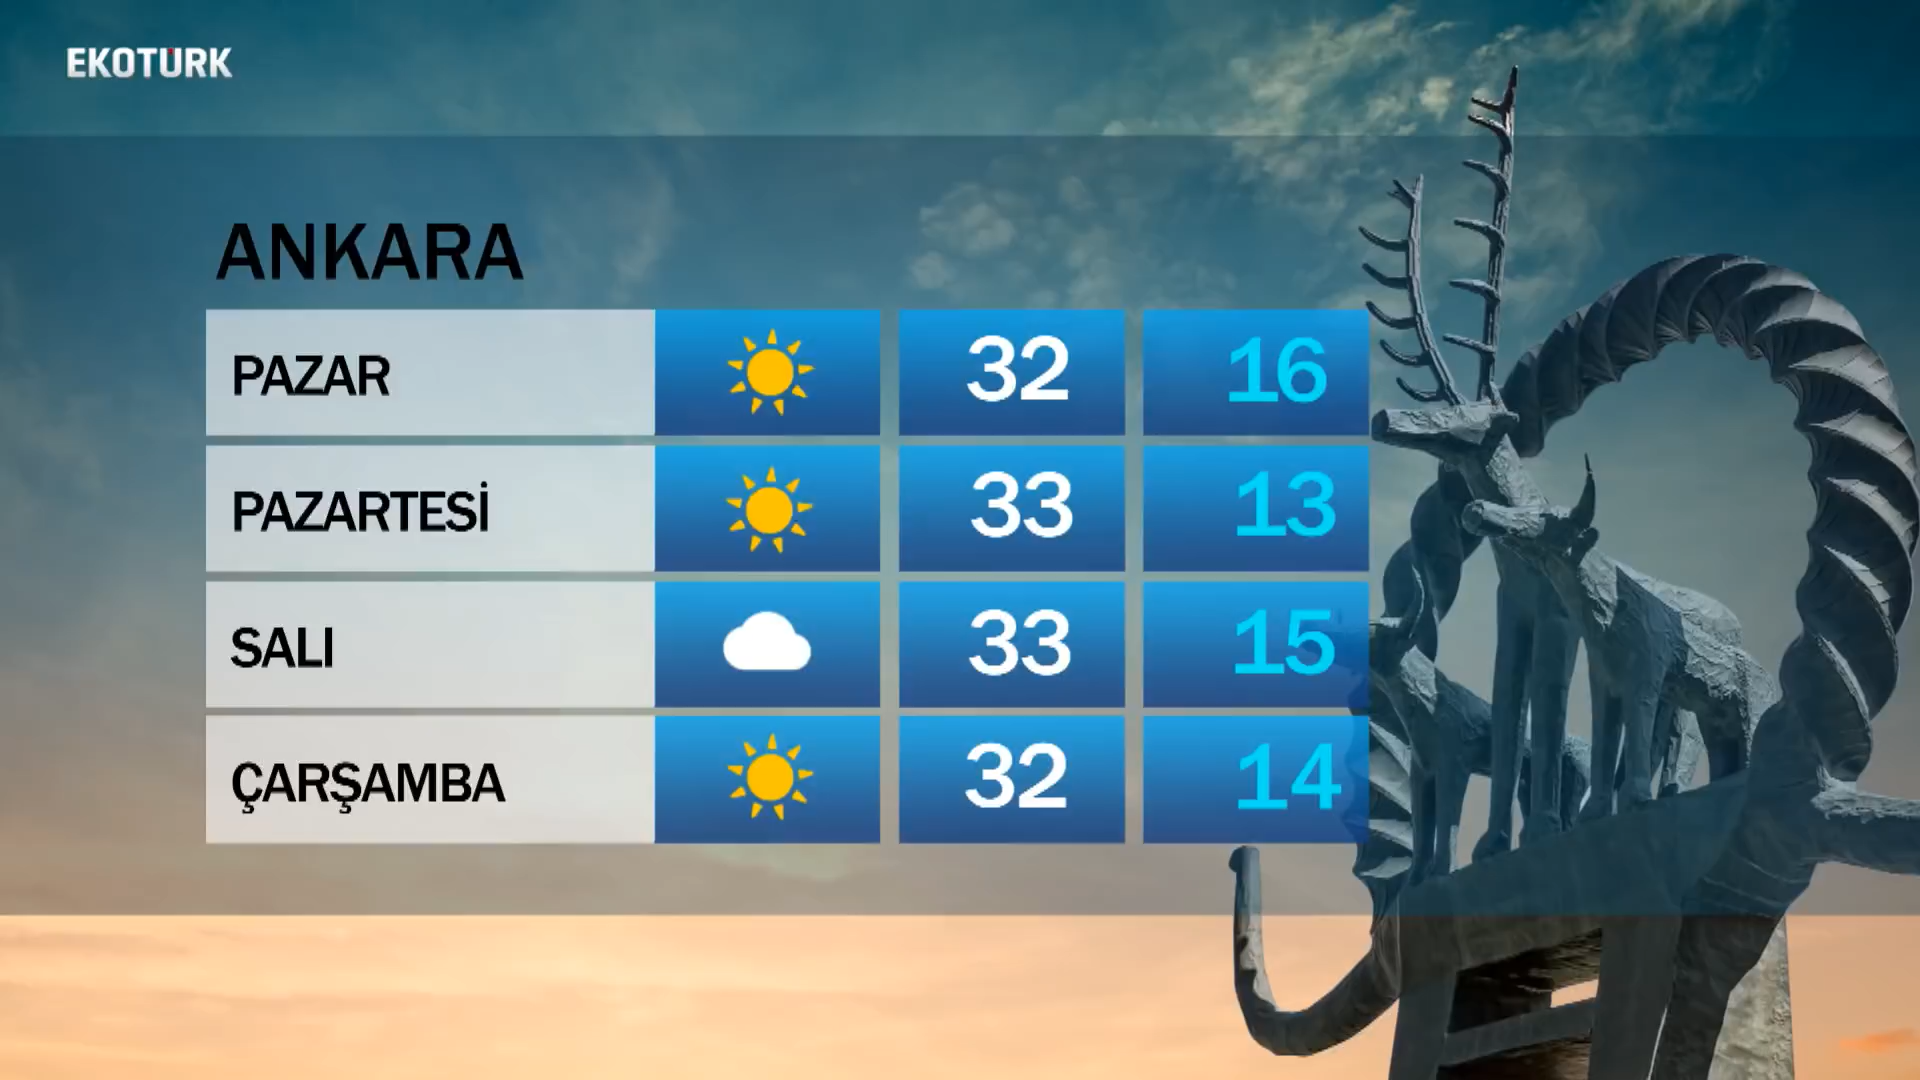 EKOTÜRK
ANKARA
PAZAR 32 16
PAZARTESİ 33 13
SALI 33 15
ÇARŞAMBA 32 14